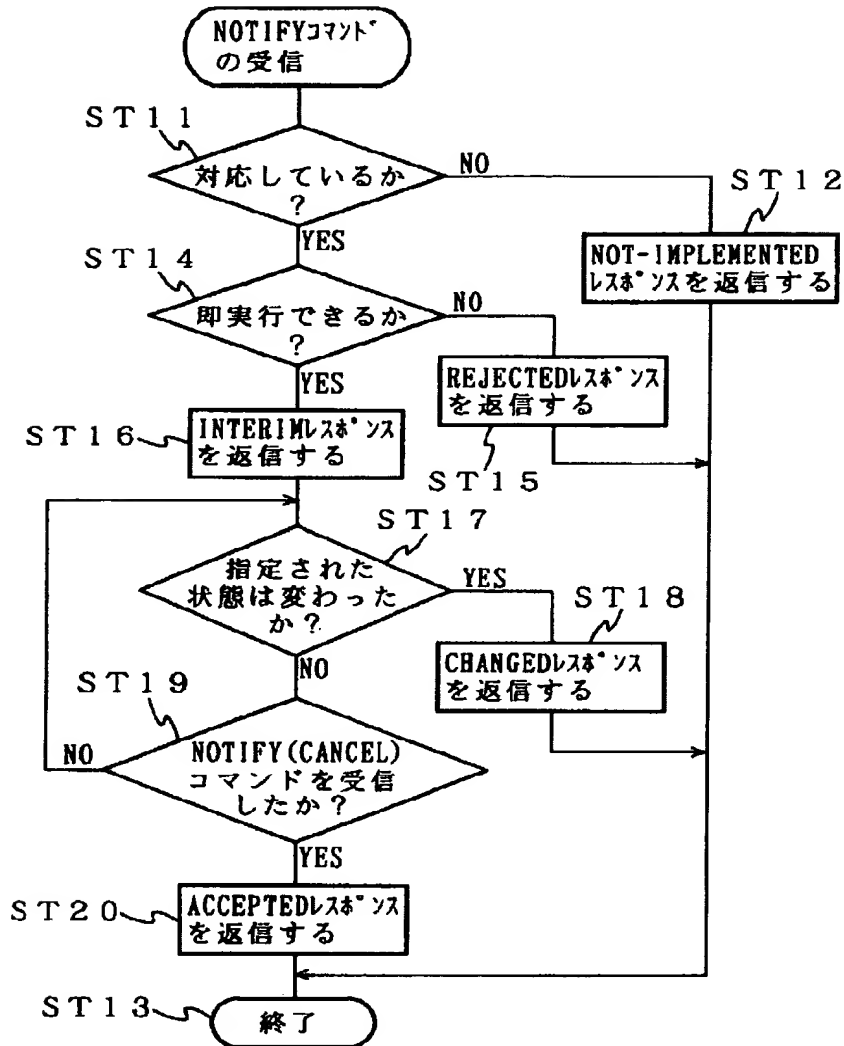 NOTIFYコマンド
の受信
ST11
対応しているか
?
NO
YES
ST12
NOT-IMPLEMENTED
レスポンスを返信する
ST14
即実行できるか
?
NO
YES
REJECTEDレスポンス
を返信する
ST15
ST16
INTERIMレスポンス
を返信する
ST17
指定された
状態は変わった
か?
YES
NO
ST18
CHANGEDレスポンス
を返信する
ST19
NOTIFY(CANCEL)
コマンドを受信
したか?
NO
YES
ST20
ACCEPTEDレスポンス
を返信する
ST13
終了